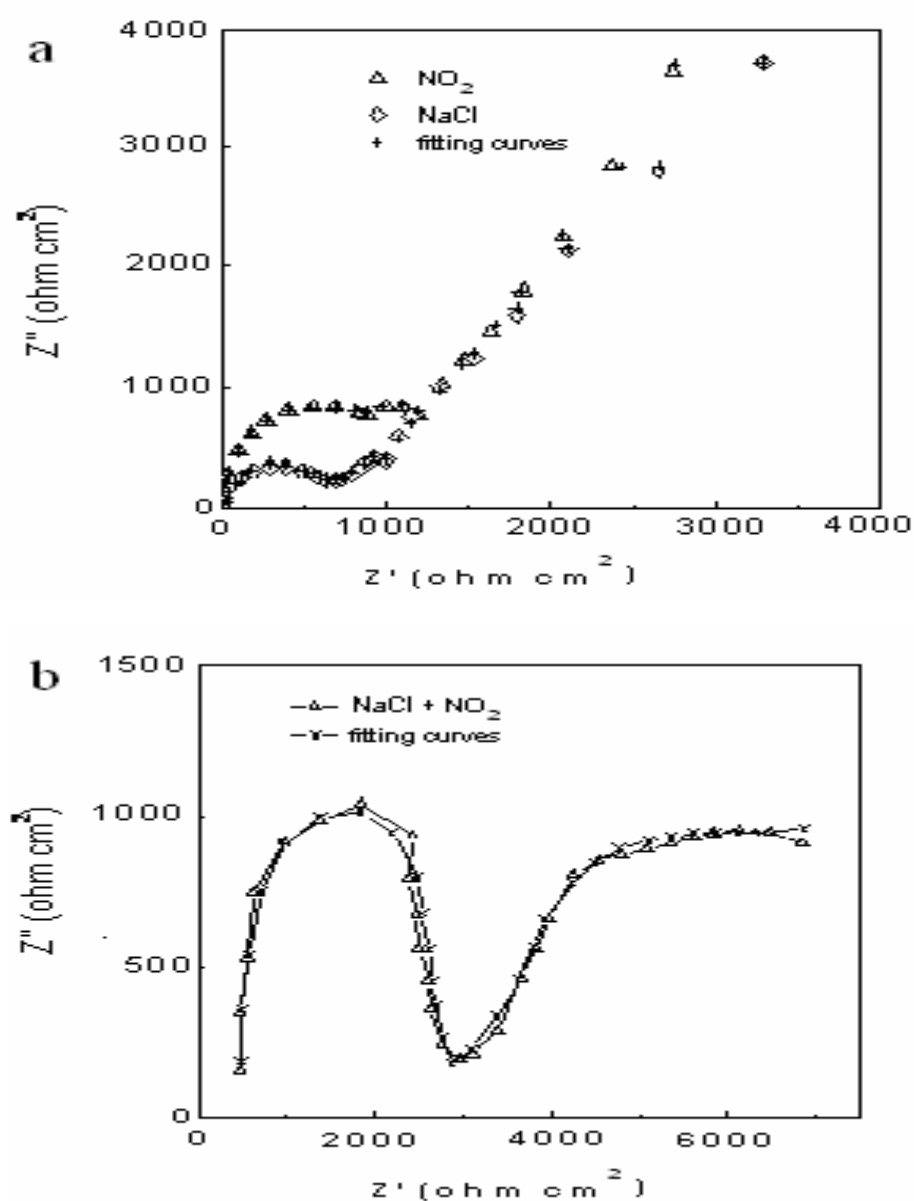 a
4000
3000
2000
1000
0
Z" (ohm cm²)
NO₂
NaCl
fitting curves
0 1000 2000 3000 4000
Z' (ohm cm²)
b
1500
1000
500
0
Z" (ohm cm²)
NaCl + NO₂
fitting curves
0 2000 4000 6000
Z' (ohm cm²)